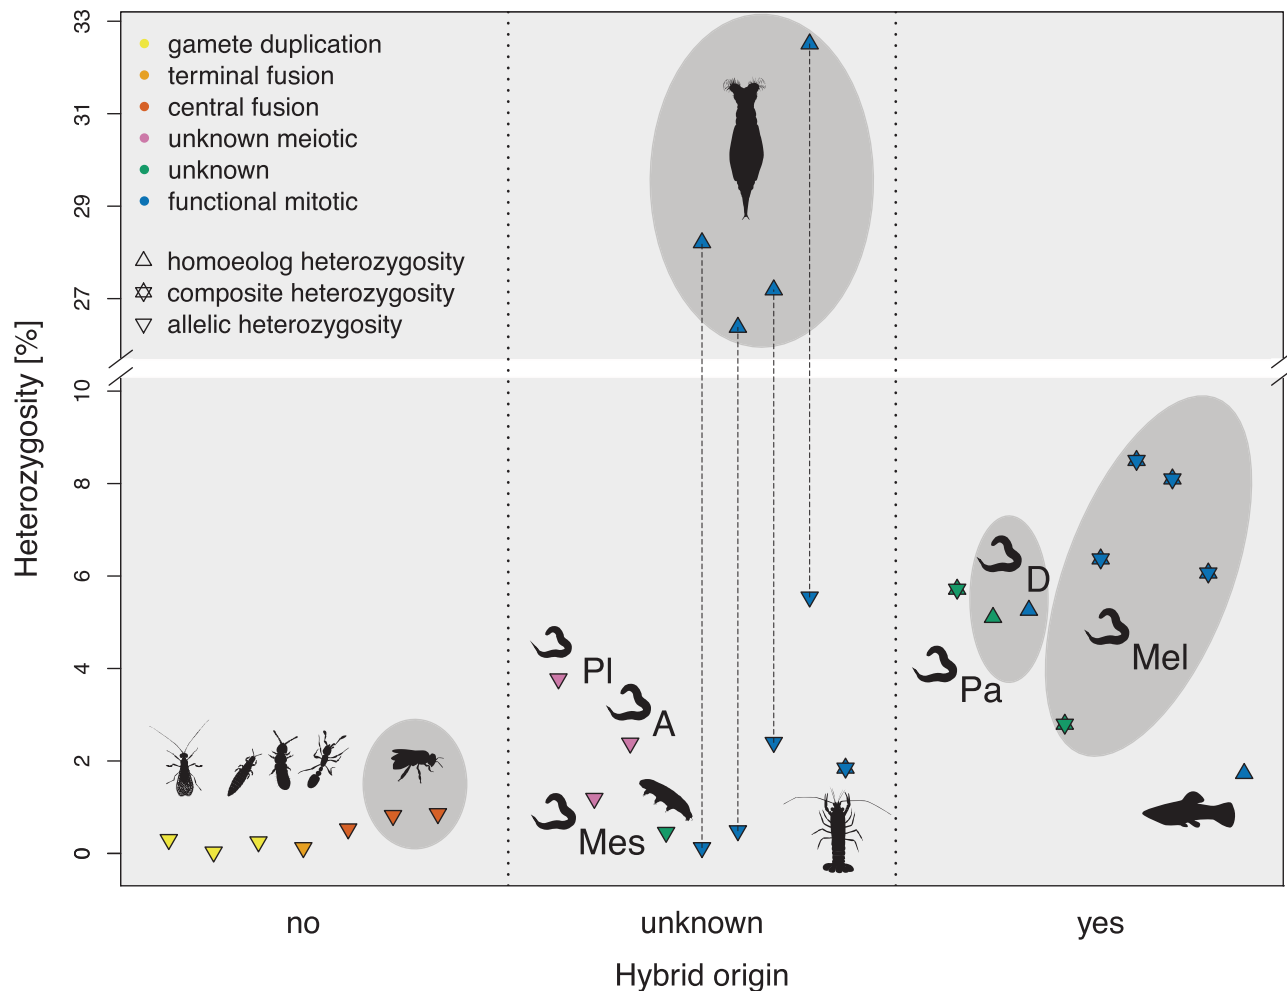 33
31
29
27
10
8
6
4
2
0
Heterozygosity [%]
gamete duplication
terminal fusion
central fusion
unknown meiotic
unknown
functional mitotic
homoeolog heterozygosity
composite heterozygosity
allelic heterozygosity
Pl
A
Mes
D
Pa
Mel
no
unknown
yes
Hybrid origin